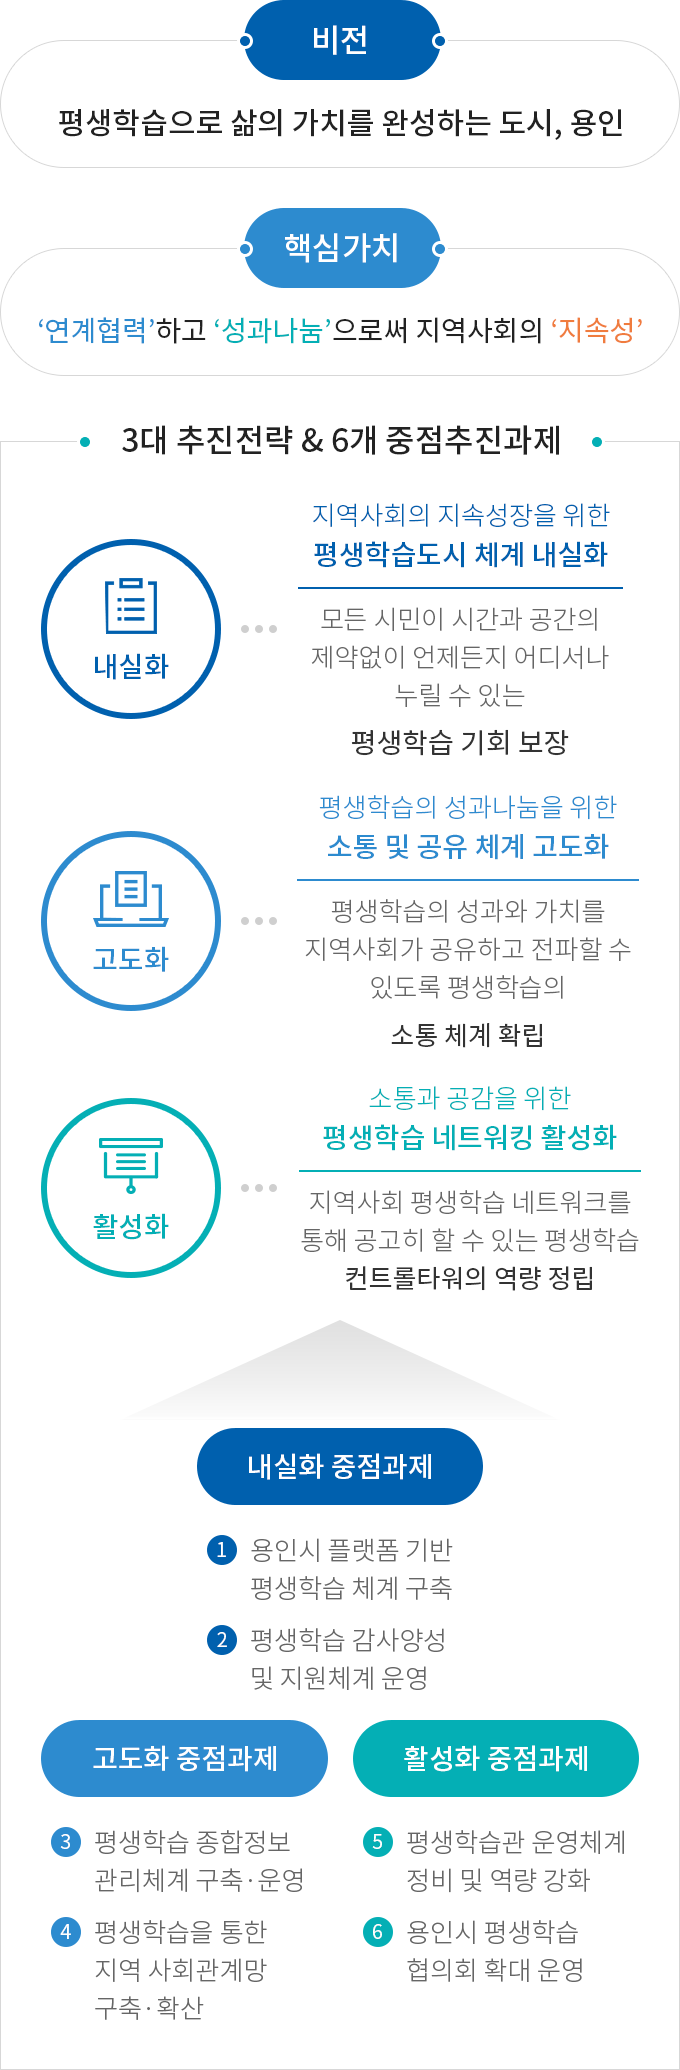 비전
평생학습으로 삶의 가치를 완성하는 도시, 용인
핵심가치
‘연계협력’하고 ‘성과나눔’으로써 지역사회의 ‘지속성’
3대 추진전략 & 6개 중점추진과제
내실화
지역사회의 지속성장을 위한
평생학습도시 체계 내실화
모든 시민이 시간과 공간의
제약없이 언제든지 어디서나
누릴 수 있는
평생학습 기회 보장
고도화
평생학습의 성과나눔을 위한
소통 및 공유 체계 고도화
평생학습의 성과와 가치를
지역사회가 공유하고 전파할 수
있도록 평생학습의
소통 체계 확립
활성화
소통과 공감을 위한
평생학습 네트워킹 활성화
지역사회 평생학습 네트워크를
통해 공고히 할 수 있는 평생학습
컨트롤타워의 역량 정립
내실화 중점과제
1 용인시 플랫폼 기반
평생학습 체계 구축
2 평생학습 감사양성
및 지원체계 운영
고도화 중점과제
3 평생학습 종합정보
관리체계 구축·운영
4 평생학습을 통한
지역 사회관계망
구축·확산
활성화 중점과제
5 평생학습관 운영체계
정비 및 역량 강화
6 용인시 평생학습
협의회 확대 운영